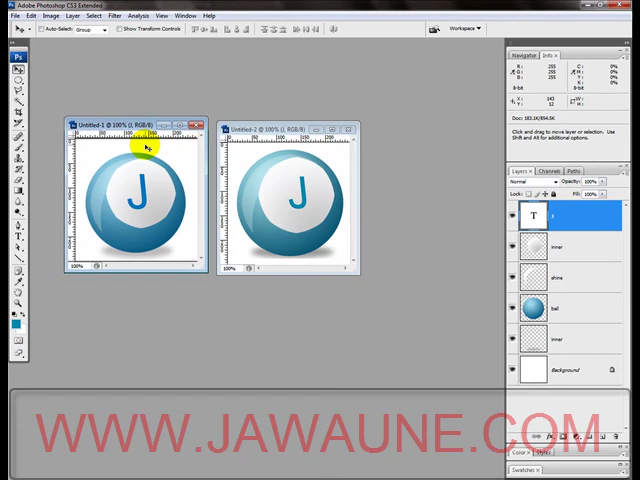 Adobe Photoshop CS3 Extended
File Edit Image Layer Select Filter Analysis View Window Help
Auto-Select: Group Show Transform Controls Workspace
Untitled-1 @ 100% (J, RGB/8)
Untitled-2 @ 100% (J, RGB/8)
J
J
100%
100%
Navigator Info
R: 255 C: 0%
G: 255 M: 0%
B: 255 Y: 0%
K: 0%
8-bit 8-bit
X: 143 W:
Y: 12 H:
Doc: 183.1K/854.5K
Click and drag to move layer or selection. Use
Shift and Alt for additional options.
Layers Channels Paths
Normal Opacity: 100%
Lock: Fill: 100%
T J
inner
shine
ball
inner
Background
Color Styles
Swatches
WWW.JAWAUNE.COM